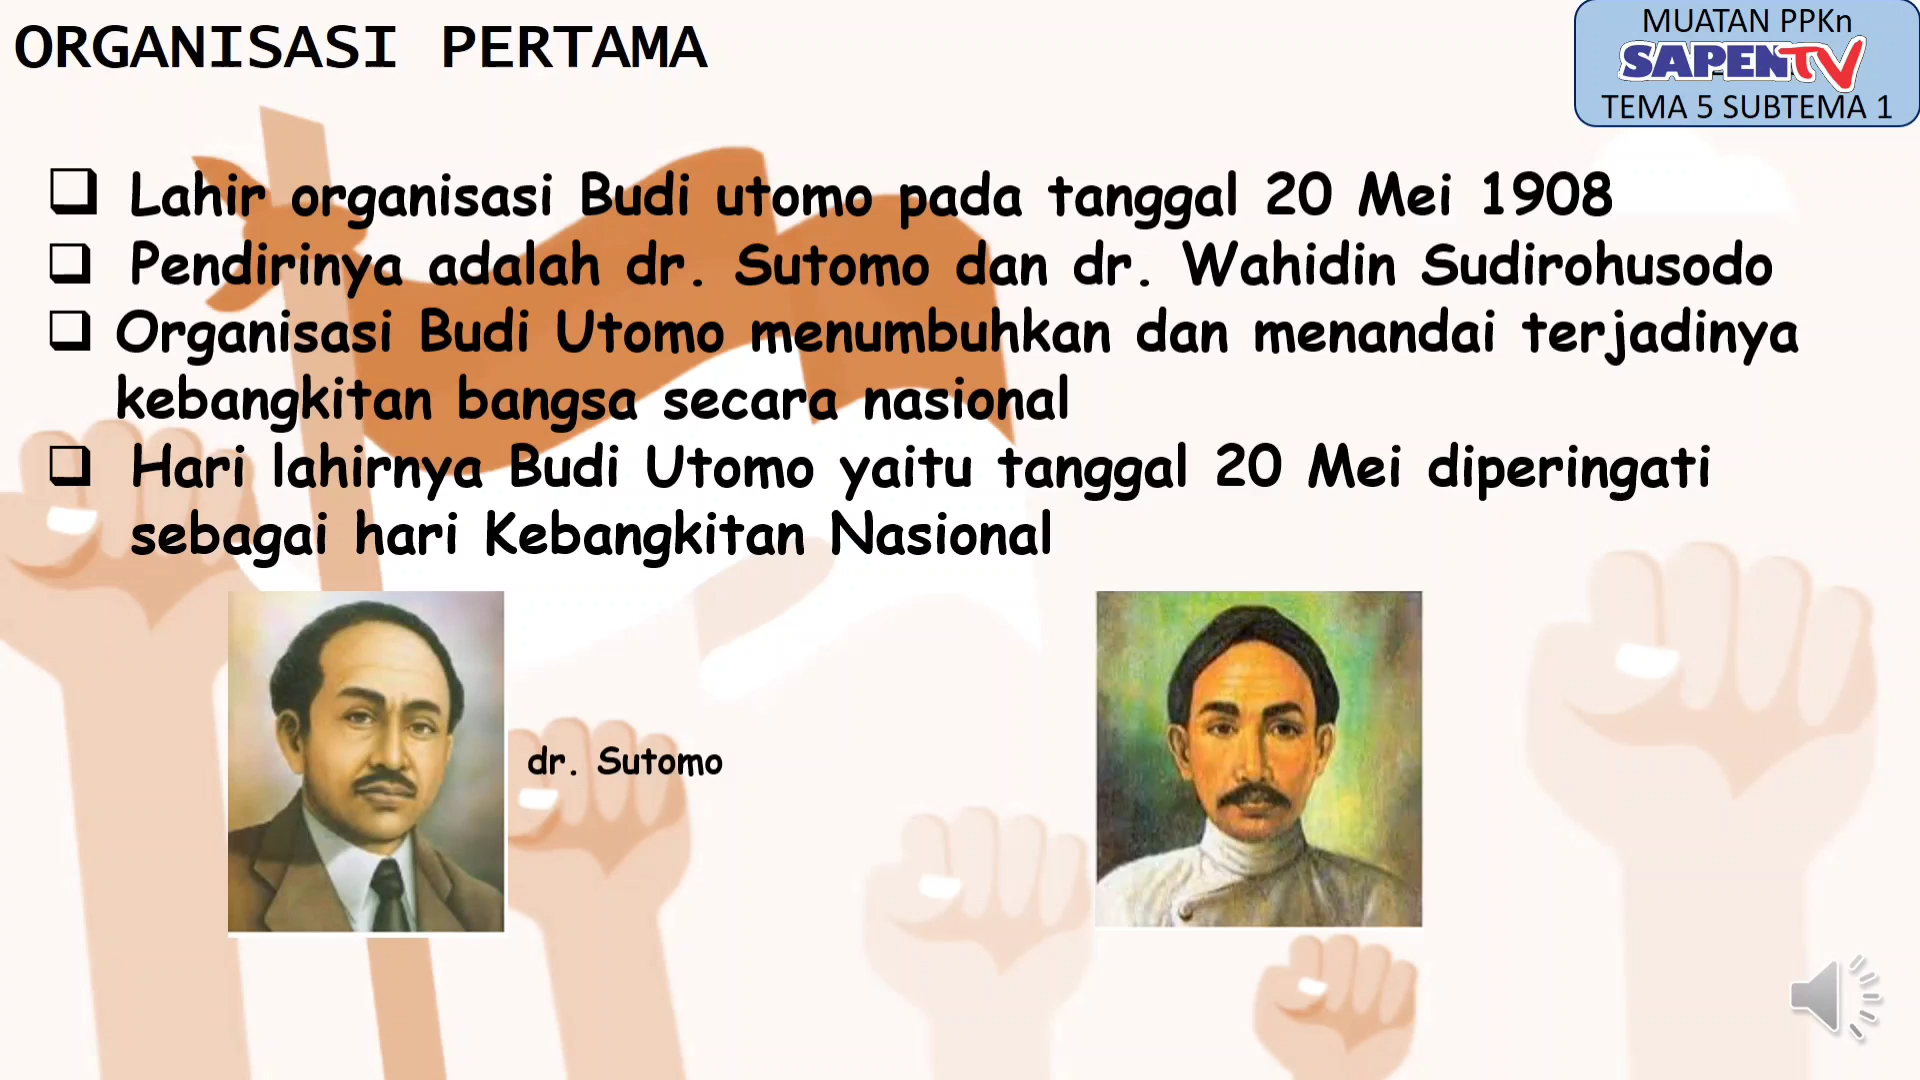 ORGANISASI PERTAMA
MUATAN PPKn
SAPENTV
TEMA 5 SUBTEMA 1
Lahir organisasi Budi utomo pada tanggal 20 Mei 1908
Pendirinya adalah dr. Sutomo dan dr. Wahidin Sudirohusodo
Organisasi Budi Utomo menumbuhkan dan menandai terjadinya
kebangkitan bangsa secara nasional
Hari lahirnya Budi Utomo yaitu tanggal 20 Mei diperingati
sebagai hari Kebangkitan Nasional
dr. Sutomo